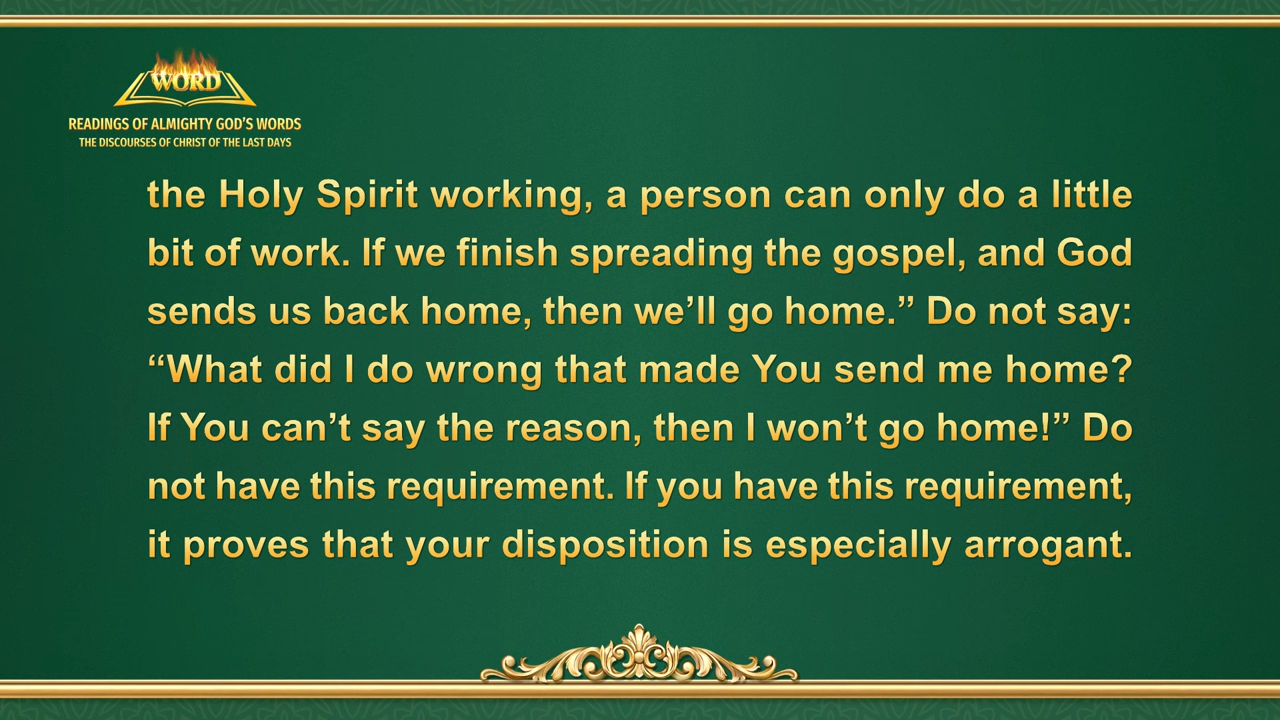 WORD
READINGS OF ALMIGHTY GOD'S WORDS
THE DISCOURSES OF CHRIST OF THE LAST DAYS
the Holy Spirit working, a person can only do a little
bit of work. If we finish spreading the gospel, and God
sends us back home, then we’ll go home.” Do not say:
“What did I do wrong that made You send me home?
If You can’t say the reason, then I won’t go home!” Do
not have this requirement. If you have this requirement,
it proves that your disposition is especially arrogant.